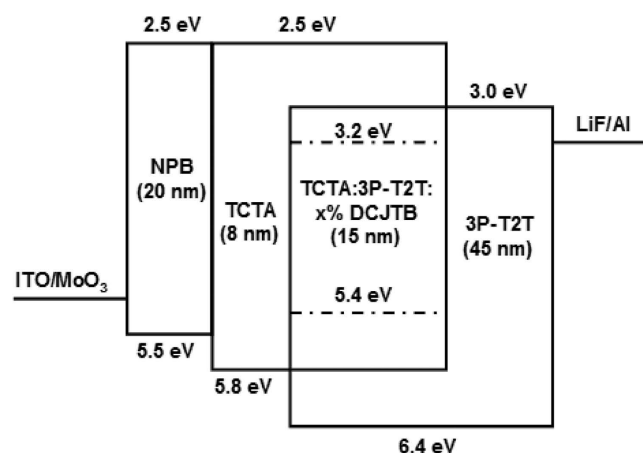 2.5 eV
2.5 eV
3.0 eV
LiF/Al
3.2 eV
NPB
(20 nm)
TCTA
(8 nm)
TCTA:3P-T2T:
x% DCJTB
(15 nm)
3P-T2T
(45 nm)
ITO/MoO₃
5.4 eV
5.5 eV
5.8 eV
6.4 eV